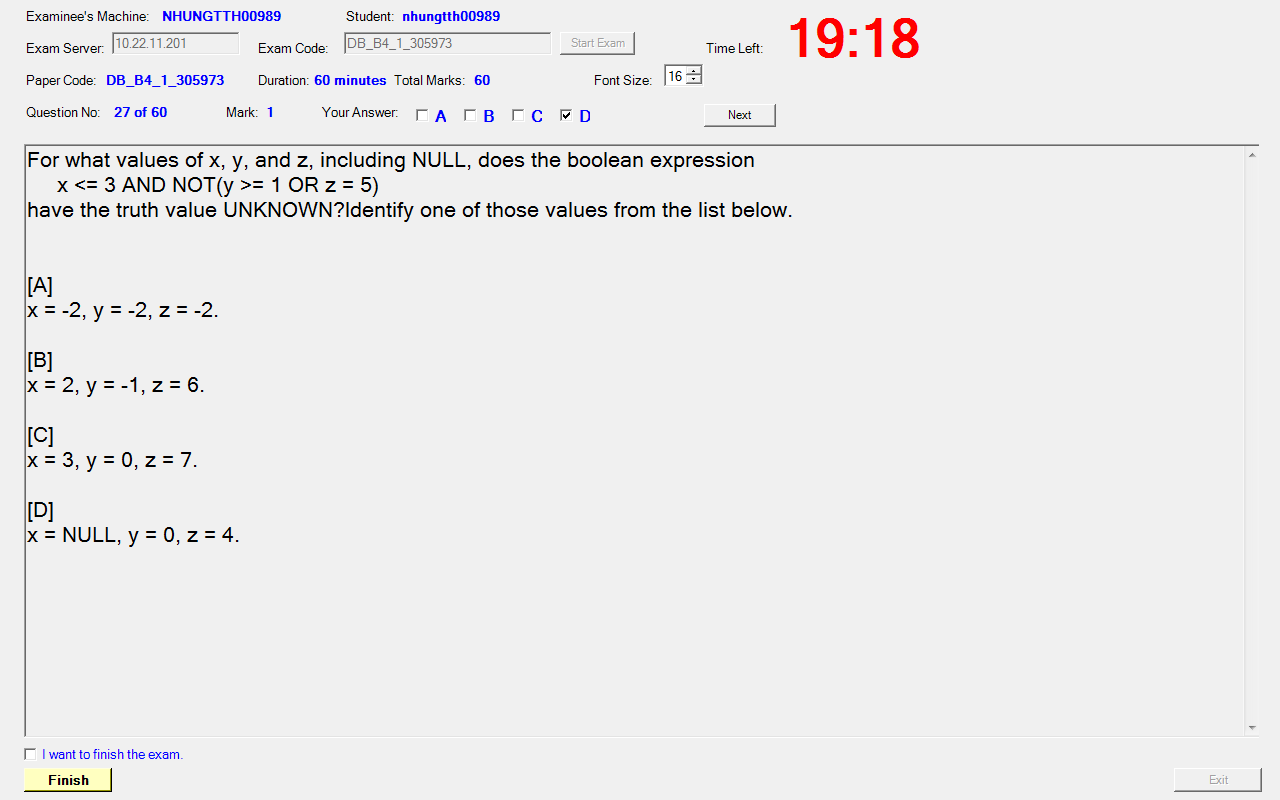 Examinee's Machine: NHUNGTTH00989 Student: nhungtth00989
Exam Server: 10.22.11.201 Exam Code: DB_B4_1_305973 Start Exam Time Left: 19:18
Paper Code: DB_B4_1_305973 Duration: 60 minutes Total Marks: 60 Font Size: 16
Question No: 27 of 60 Mark: 1 Your Answer: A B C D Next
For what values of x, y, and z, including NULL, does the boolean expression
x <= 3 AND NOT(y >= 1 OR z = 5)
have the truth value UNKNOWN?Identify one of those values from the list below.
[A]
x = -2, y = -2, z = -2.
[B]
x = 2, y = -1, z = 6.
[C]
x = 3, y = 0, z = 7.
[D]
x = NULL, y = 0, z = 4.
I want to finish the exam.
Finish Exit